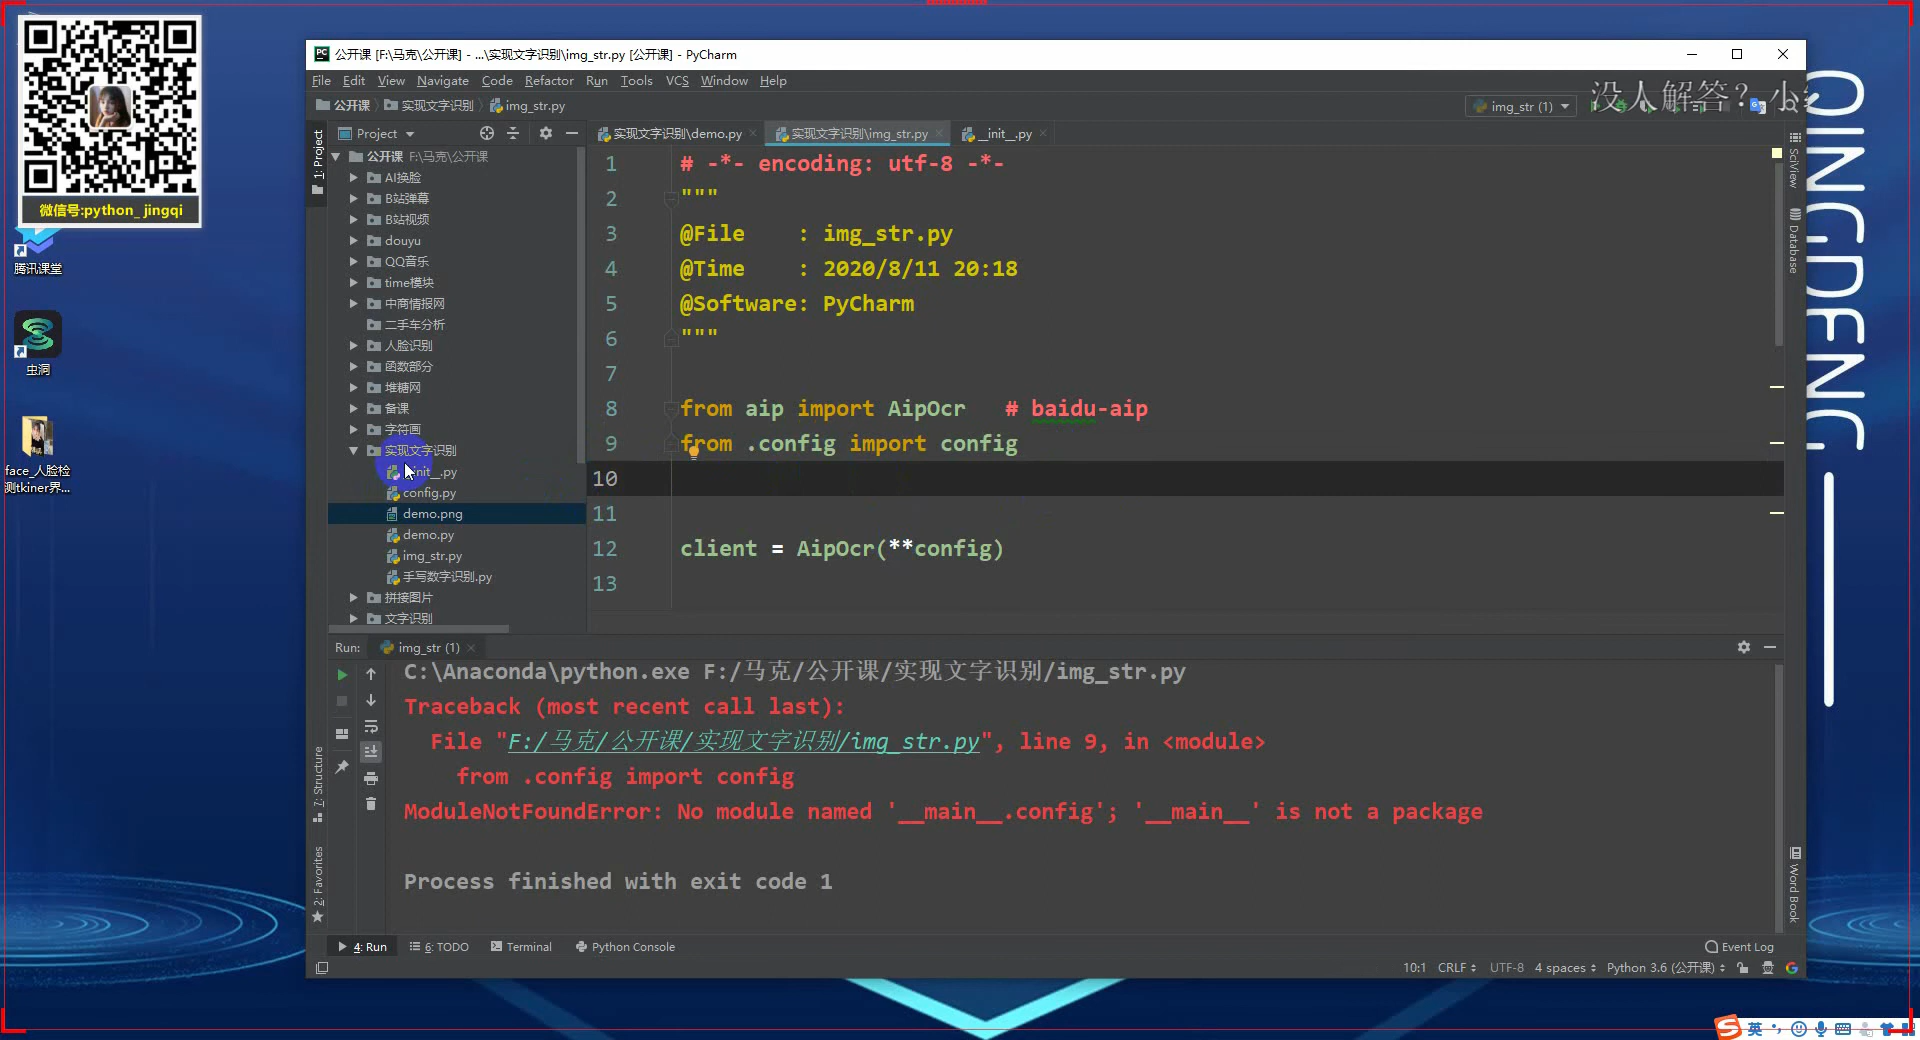 公开课 [F:\马克\公开课] - ...\实现文字识别\img_str.py [公开课] - PyCharm
File Edit View Navigate Code Refactor Run Tools VCS Window Help
公开课 实现文字识别 img_str.py
img_str (1)
没人解答？小
微信号:python_jingqi
腾讯课堂
虫洞
face_人脸检
测tkiner界...
1: Project
Project
公开课 F:\马克\公开课
AI换脸
B站弹幕
B站视频
douyu
QQ音乐
time模块
中商情报网
二手车分析
人脸识别
函数部分
堆糖网
备课
字符画
实现文字识别
init__.py
config.py
demo.png
demo.py
img_str.py
手写数字识别.py
拼接图片
文字识别
实现文字识别\demo.py 实现文字识别\img_str.py __init__.py
1 # -*- encoding: utf-8 -*-
2 """
3 @File    : img_str.py
4 @Time    : 2020/8/11 20:18
5 @Software: PyCharm
6 """
7
8 from aip import AipOcr   # baidu-aip
9 from .config import config
10
11
12 client = AipOcr(**config)
13
SciView
Database
Word Book
QINGDENG
Run: img_str (1)
C:\Anaconda\python.exe F:/马克/公开课/实现文字识别/img_str.py
Traceback (most recent call last):
  File "F:/马克/公开课/实现文字识别/img_str.py", line 9, in <module>
    from .config import config
ModuleNotFoundError: No module named '__main__.config'; '__main__' is not a package
Process finished with exit code 1
7: Structure
2: Favorites
4: Run 6: TODO Terminal Python Console Event Log
10:1 CRLF UTF-8 4 spaces Python 3.6 (公开课)
英